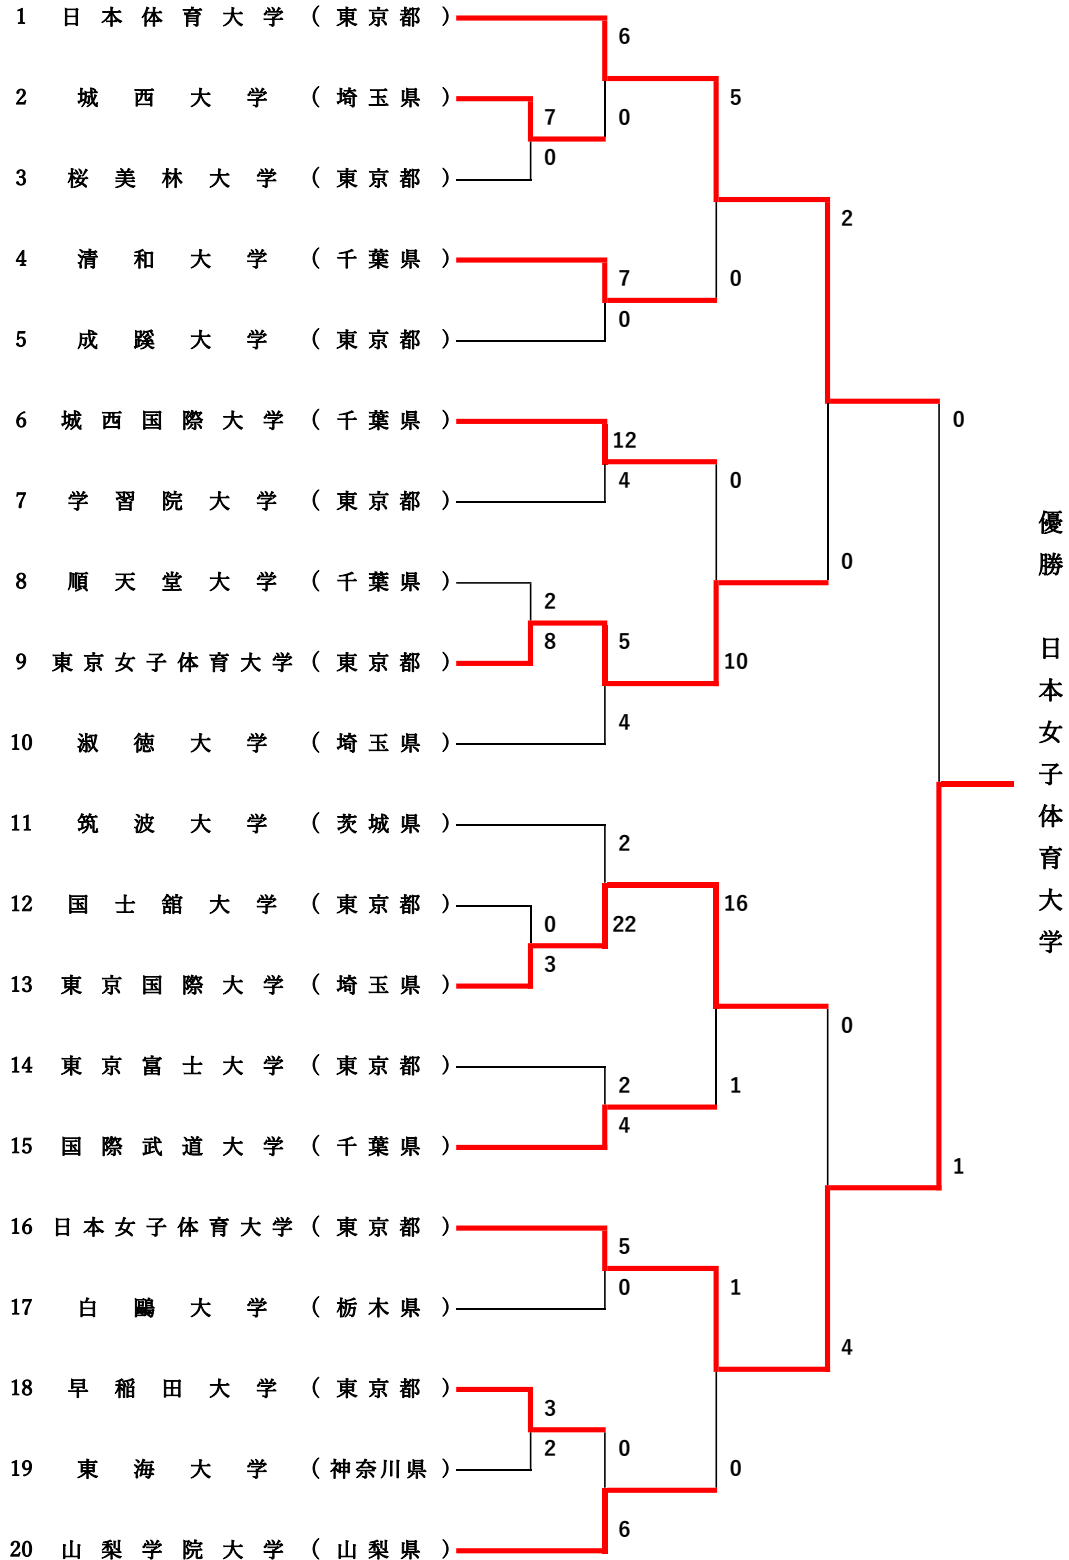 1 日本体育大学 (東京都)
6
2 城西大学 (埼玉県)
5
7
0
0
3 桜美林大学 (東京都)
2
4 清和大学 (千葉県)
7
0
0
5 成蹊大学 (東京都)
6 城西国際大学 (千葉県)
0
12
4
0
7 学習院大学 (東京都)
0
8 順天堂大学 (千葉県)
2
8
5
9 東京女子体育大学 (東京都)
10
4
10 淑徳大学 (埼玉県)
優勝 日本女子体育大学
11 筑波大学 (茨城県)
2
12 国士舘大学 (東京都)
16
0
22
3
13 東京国際大学 (埼玉県)
0
14 東京富士大学 (東京都)
2
1
4
15 国際武道大学 (千葉県)
1
16 日本女子体育大学 (東京都)
5
0
1
17 白鷗大学 (栃木県)
4
18 早稲田大学 (東京都)
3
2
0
19 東海大学 (神奈川県)
0
6
20 山梨学院大学 (山梨県)